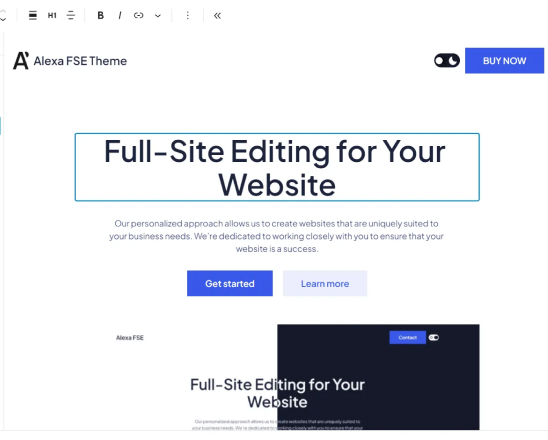 H1 B I
Alexa FSE Theme
BUY NOW
Full-Site Editing for Your
Website
Our personalized approach allows us to create websites that are uniquely suited to
your business needs. We're dedicated to working closely with you to ensure that your
website is a success.
Get started Learn more
Alexa FSE
Contact
Full-Site Editing for Your
Website
Our personalized approach allows us to create websites that are uniquely suited to
your business needs. We're dedicated to working closely with you to ensure that your